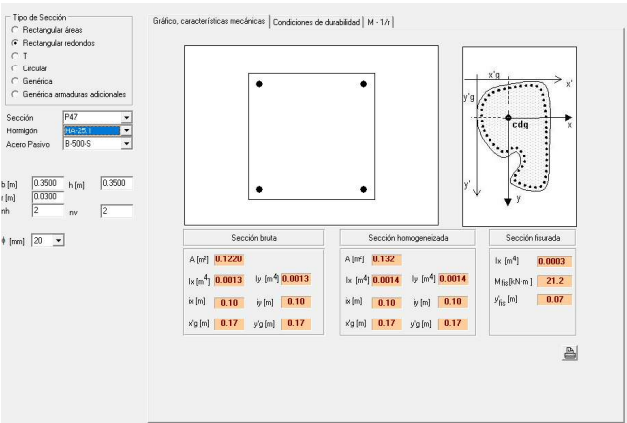 Tipo de Sección
Rectangular áreas
Rectangular redondos
T
Circular
Genérica
Genérica armaduras adicionales
Sección P47
Hormigón HA-25.1
Acero Pasivo B-500-S
b [m] 0.3500 h [m] 0.3500
r [m] 0.0300
nh 2 nv 2
ϕ [mm] 20
Gráfico, características mecánicas Condiciones de durabilidad M - 1/r
x'g x'
y'g
cdg x
y' y
Sección bruta
A [m²] 0.1220
Ix [m4] 0.0013 Iy [m4] 0.0013
ix [m] 0.10 iy [m] 0.10
x'g [m] 0.17 y'g [m] 0.17
Sección homogeneizada
A [m²] 0.132
Ix [m4] 0.0014 Iy [m4] 0.0014
ix [m] 0.10 iy [m] 0.10
x'g [m] 0.17 y'g [m] 0.17
Sección fisurada
Ix [m4] 0.0003
M fis[kN·m ] 21.2
y'fis [m] 0.07